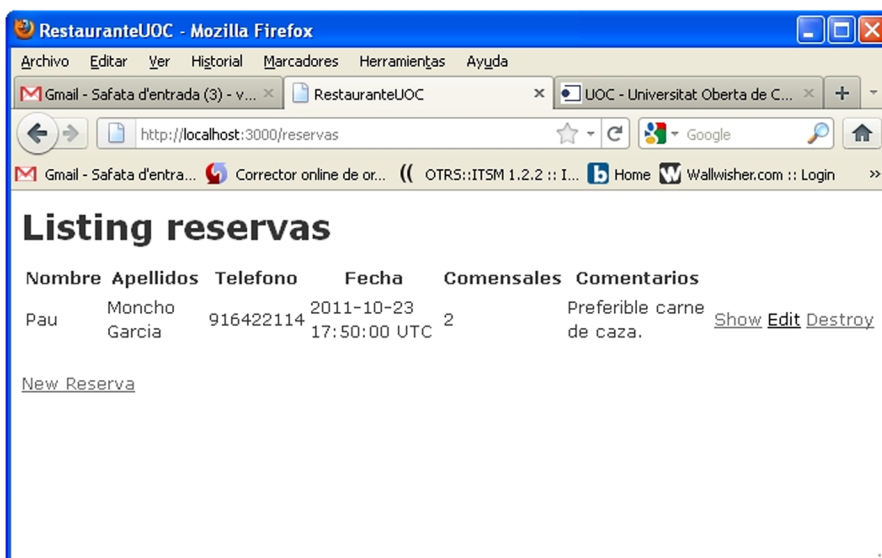 RestauranteUOC - Mozilla Firefox
Archivo Editar Ver Historial Marcadores Herramientas Ayuda
Gmail - Safata d'entrada (3) - v... RestauranteUOC UOC - Universitat Oberta de C...
http://localhost:3000/reservas Google
Gmail - Safata d'entra... Corrector online de or... OTRS::ITSM 1.2.2 :: I... Home Wallwisher.com :: Login »
Listing reservas
Nombre Apellidos Telefono Fecha Comensales Comentarios
Pau Moncho Garcia 916422114 2011-10-23 17:50:00 UTC 2 Preferible carne de caza. Show Edit Destroy
New Reserva